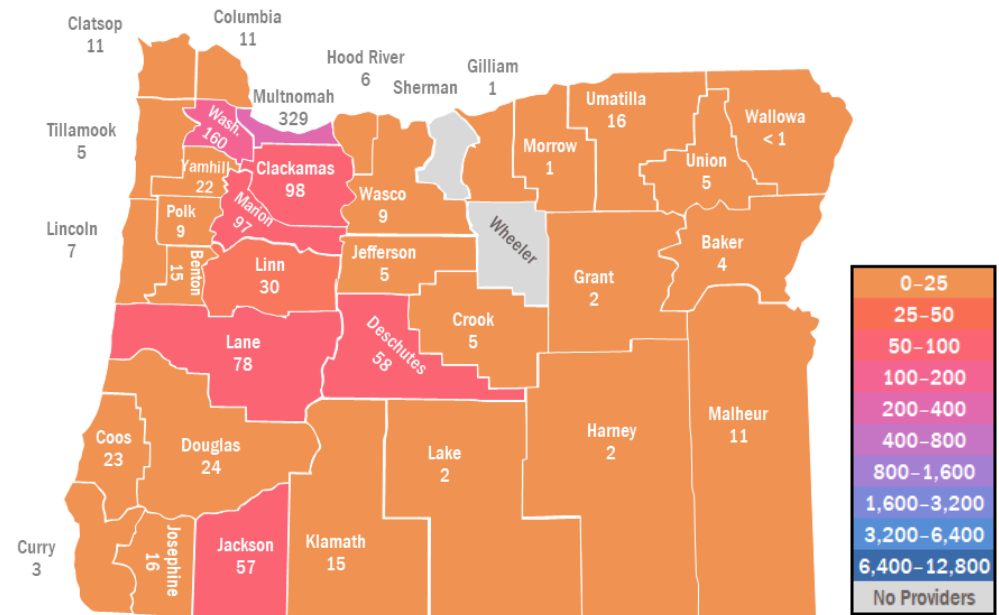 Clatsop
11
Columbia
11
Hood River
6
Sherman
Gilliam
1
Multnomah
329
Umatilla
16
Wallowa
< 1
Tillamook
5
Wash.
160
Morrow
1
Union
5
Yamhill
22
Clackamas
98
Wasco
9
Marion
97
Polk
9
Lincoln
7
Wheeler
Baker
4
Benton
15
Linn
30
Jefferson
5
Grant
2
Crook
5
Lane
78
Deschutes
58
Malheur
11
Coos
23
Douglas
24
Lake
2
Harney
2
Curry
3
Josephine
16
Jackson
57
Klamath
15
0–25
25–50
50–100
100–200
200–400
400–800
800–1,600
1,600–3,200
3,200–6,400
6,400–12,800
No Providers